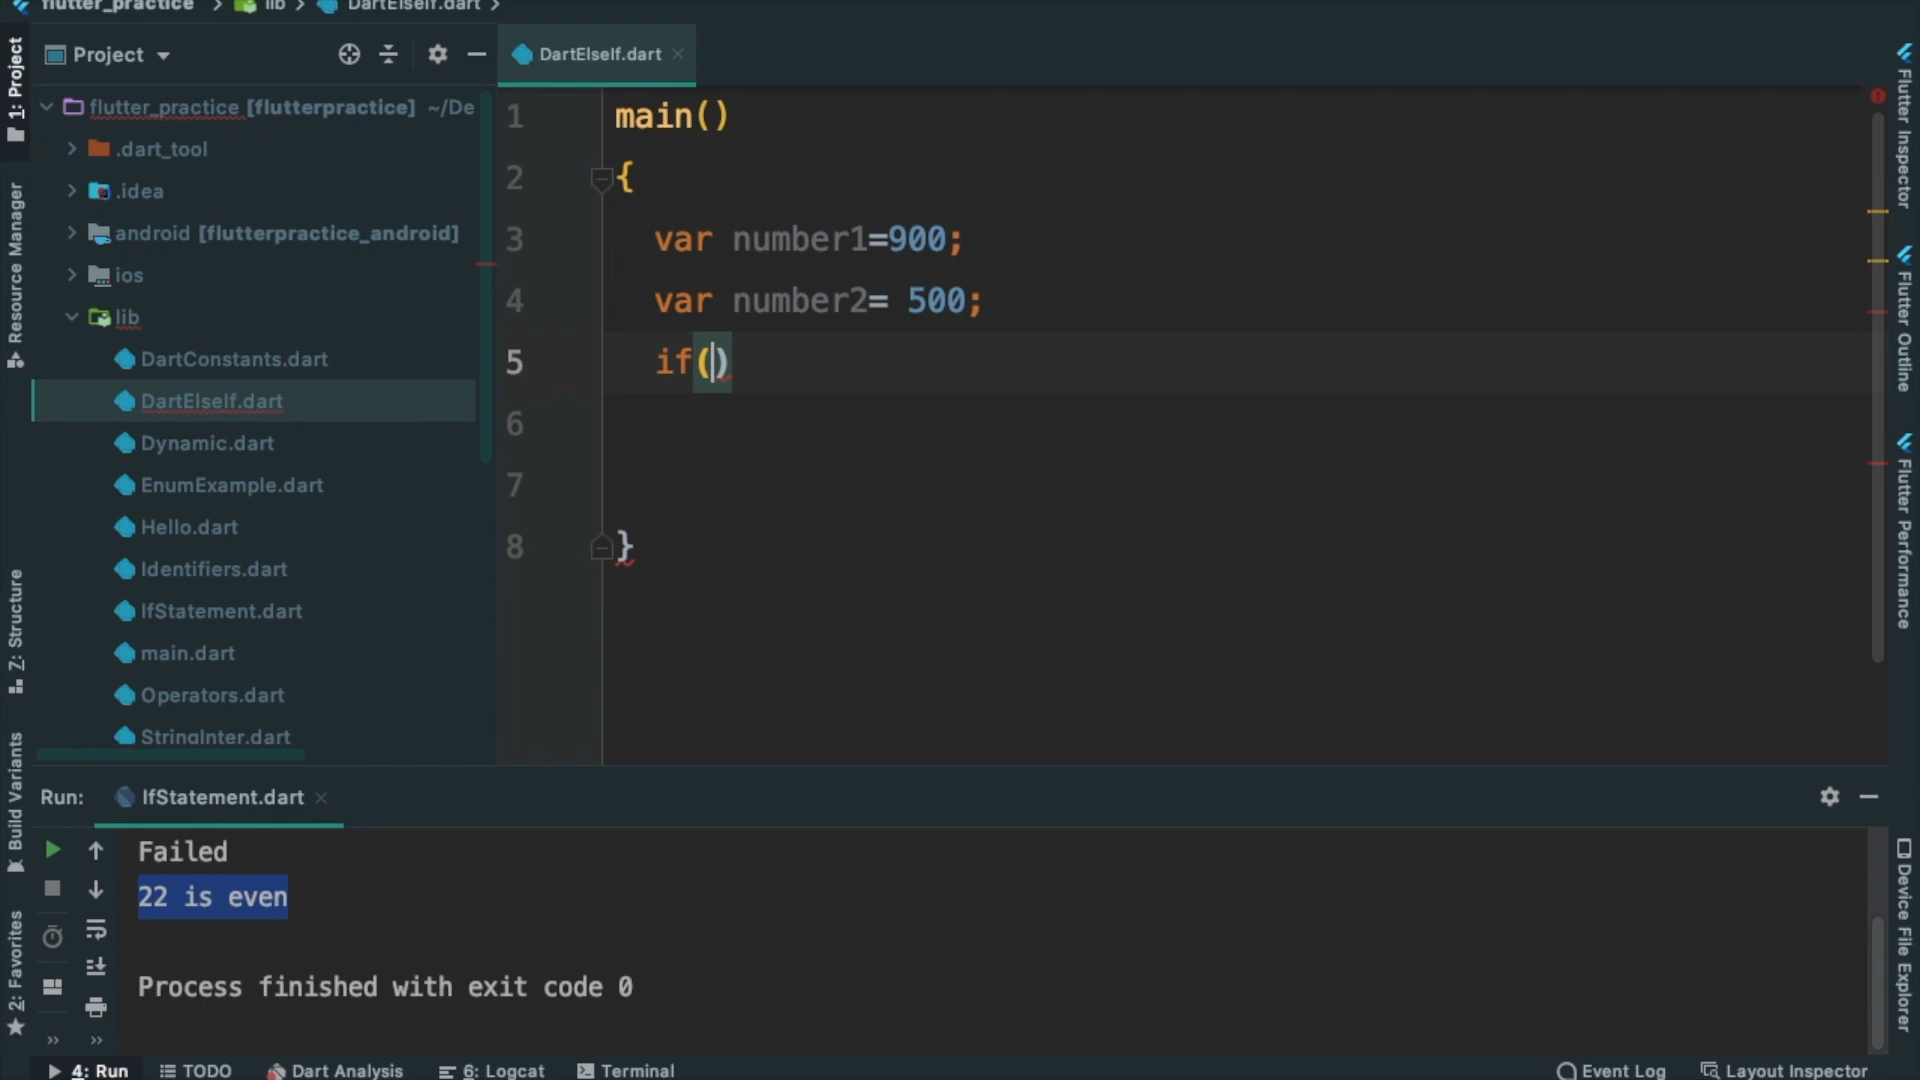 flutter_practice > lib > DartElseIf.dart >
Project
DartElseIf.dart
flutter_practice [flutterpractice] ~/De
.dart_tool
.idea
android [flutterpractice_android]
ios
lib
DartConstants.dart
DartElseIf.dart
Dynamic.dart
EnumExample.dart
Hello.dart
Identifiers.dart
IfStatement.dart
main.dart
Operators.dart
StringInter.dart
1 main()
2 {
3 var number1=900;
4 var number2= 500;
5 if()
6
7
8 }
1: Project
Resource Manager
Z: Structure
Build Variants
2: Favorites
Flutter Inspector
Flutter Outline
Flutter Performance
Device File Explorer
Run: IfStatement.dart
Failed
22 is even
Process finished with exit code 0
4: Run TODO Dart Analysis 6: Logcat Terminal Event Log Layout Inspector